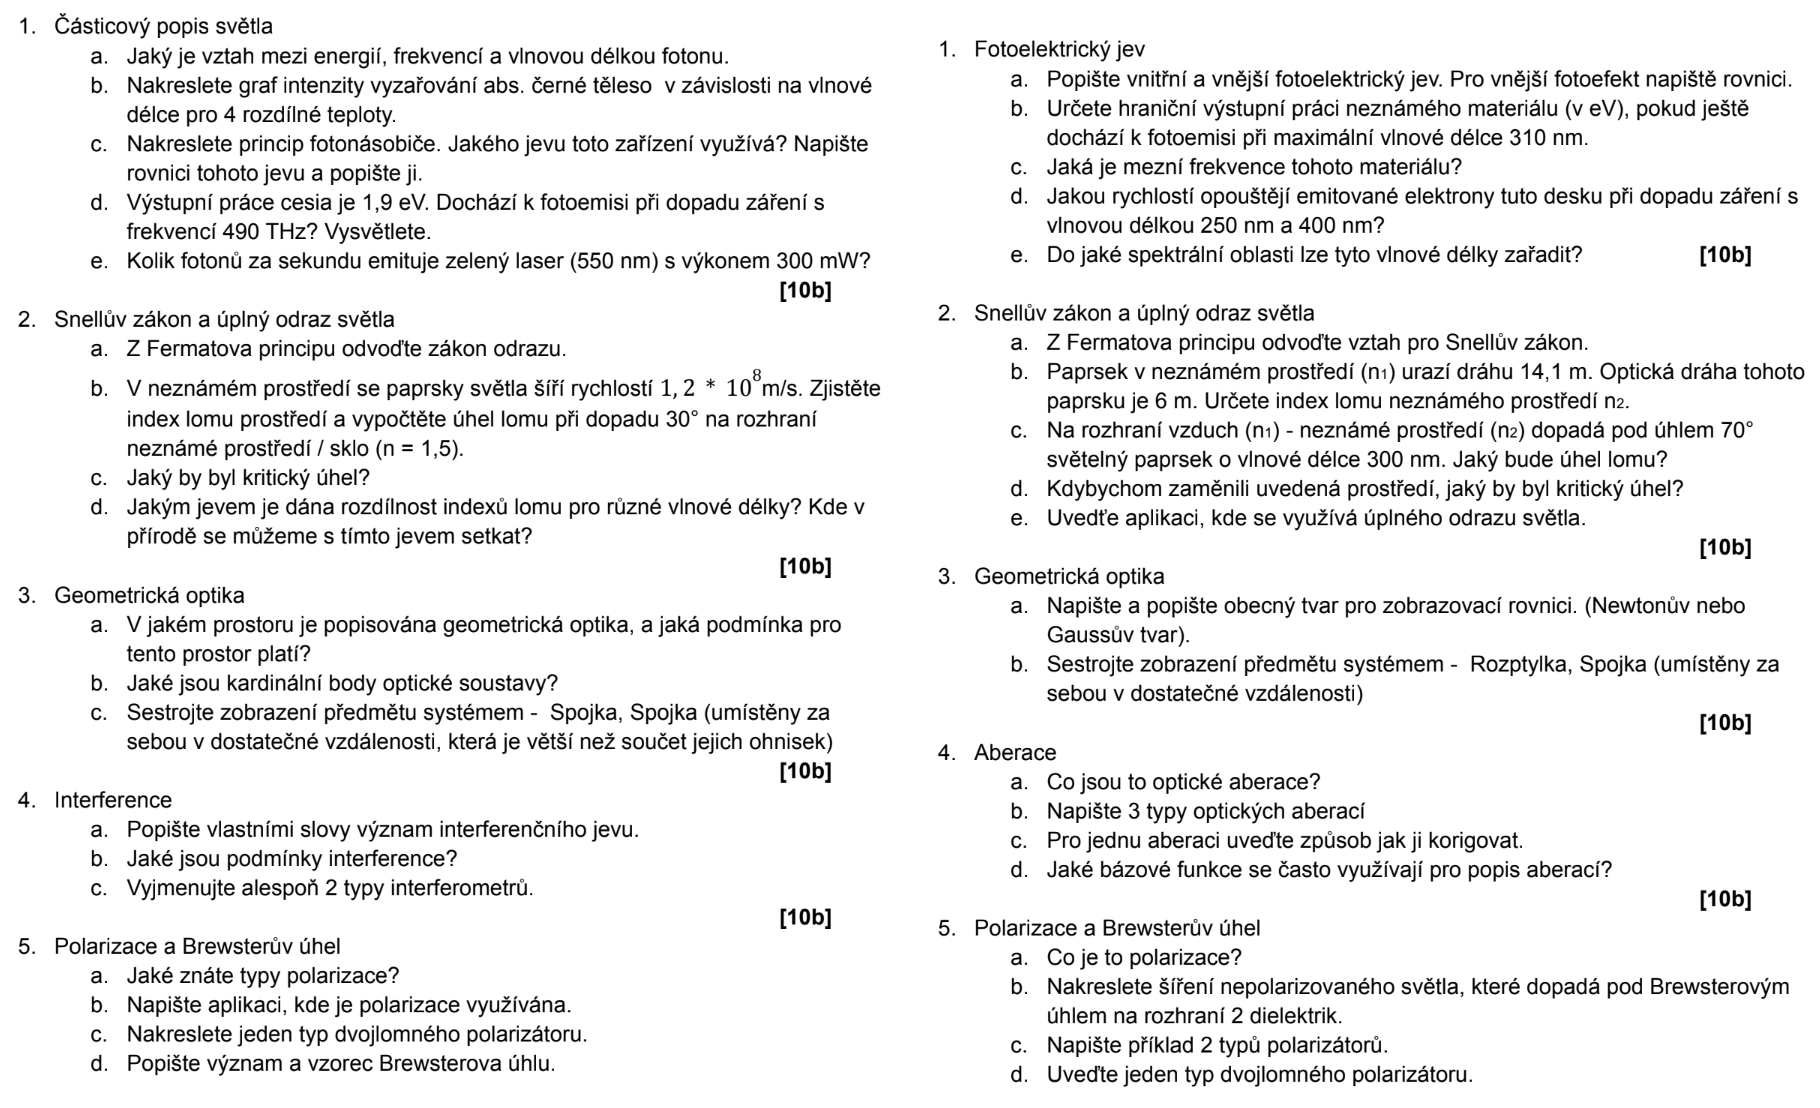 1. Částicový popis světla
a. Jaký je vztah mezi energií, frekvencí a vlnovou délkou fotonu.
b. Nakreslete graf intenzity vyzařování abs. černé těleso v závislosti na vlnové
délce pro 4 rozdílné teploty.
c. Nakreslete princip fotonásobiče. Jakého jevu toto zařízení využívá? Napište
rovnici tohoto jevu a popište ji.
d. Výstupní práce cesia je 1,9 eV. Dochází k fotoemisi při dopadu záření s
frekvencí 490 THz? Vysvětlete.
e. Kolik fotonů za sekundu emituje zelený laser (550 nm) s výkonem 300 mW?
[10b]
2. Snellův zákon a úplný odraz světla
a. Z Fermatova principu odvoďte zákon odrazu.
b. V neznámém prostředí se paprsky světla šíří rychlostí 1, 2 * 10⁸m/s. Zjistěte
index lomu prostředí a vypočtěte úhel lomu při dopadu 30° na rozhraní
neznámé prostředí / sklo (n = 1,5).
c. Jaký by byl kritický úhel?
d. Jakým jevem je dána rozdílnost indexů lomu pro různé vlnové délky? Kde v
přírodě se můžeme s tímto jevem setkat?
[10b]
3. Geometrická optika
a. V jakém prostoru je popisována geometrická optika, a jaká podmínka pro
tento prostor platí?
b. Jaké jsou kardinální body optické soustavy?
c. Sestrojte zobrazení předmětu systémem - Spojka, Spojka (umístěny za
sebou v dostatečné vzdálenosti, která je větší než součet jejich ohnisek)
[10b]
4. Interference
a. Popište vlastními slovy význam interferenčního jevu.
b. Jaké jsou podmínky interference?
c. Vyjmenujte alespoň 2 typy interferometrů.
[10b]
5. Polarizace a Brewsterův úhel
a. Jaké znáte typy polarizace?
b. Napište aplikaci, kde je polarizace využívána.
c. Nakreslete jeden typ dvojlomného polarizátoru.
d. Popište význam a vzorec Brewsterova úhlu.
1. Fotoelektrický jev
a. Popište vnitřní a vnější fotoelektrický jev. Pro vnější fotoefekt napiště rovnici.
b. Určete hraniční výstupní práci neznámého materiálu (v eV), pokud ještě
dochází k fotoemisi při maximální vlnové délce 310 nm.
c. Jaká je mezní frekvence tohoto materiálu?
d. Jakou rychlostí opouštějí emitované elektrony tuto desku při dopadu záření s
vlnovou délkou 250 nm a 400 nm?
e. Do jaké spektrální oblasti lze tyto vlnové délky zařadit? [10b]
2. Snellův zákon a úplný odraz světla
a. Z Fermatova principu odvoďte vztah pro Snellův zákon.
b. Paprsek v neznámém prostředí (n₁) urazí dráhu 14,1 m. Optická dráha tohoto
paprsku je 6 m. Určete index lomu neznámého prostředí n₂.
c. Na rozhraní vzduch (n₁) - neznámé prostředí (n₂) dopadá pod úhlem 70°
světelný paprsek o vlnové délce 300 nm. Jaký bude úhel lomu?
d. Kdybychom zaměnili uvedená prostředí, jaký by byl kritický úhel?
e. Uveďte aplikaci, kde se využívá úplného odrazu světla.
[10b]
3. Geometrická optika
a. Napište a popište obecný tvar pro zobrazovací rovnici. (Newtonův nebo
Gaussův tvar).
b. Sestrojte zobrazení předmětu systémem - Rozptylka, Spojka (umístěny za
sebou v dostatečné vzdálenosti)
[10b]
4. Aberace
a. Co jsou to optické aberace?
b. Napište 3 typy optických aberací
c. Pro jednu aberaci uveďte způsob jak ji korigovat.
d. Jaké bázové funkce se často využívají pro popis aberací?
[10b]
5. Polarizace a Brewsterův úhel
a. Co je to polarizace?
b. Nakreslete šíření nepolarizovaného světla, které dopadá pod Brewsterovým
úhlem na rozhraní 2 dielektrik.
c. Napište příklad 2 typů polarizátorů.
d. Uveďte jeden typ dvojlomného polarizátoru.